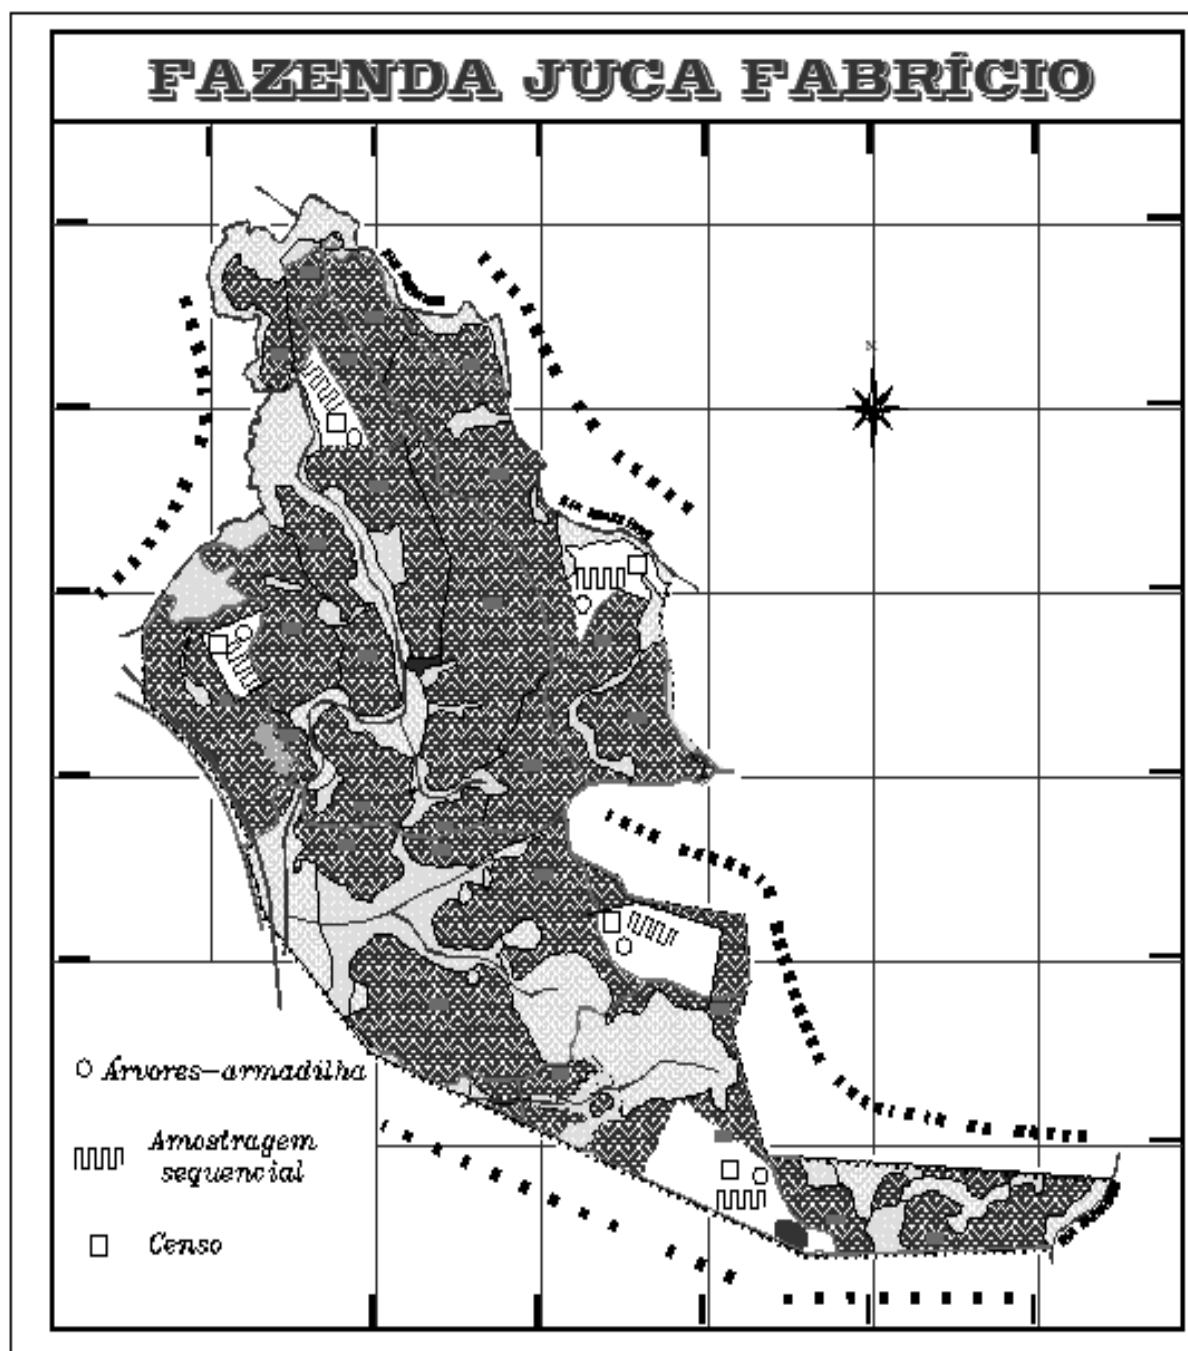 FAZENDA JUCA FABRÍCIO
Árvores-armadilha
Amostragem
sequencial
Censo